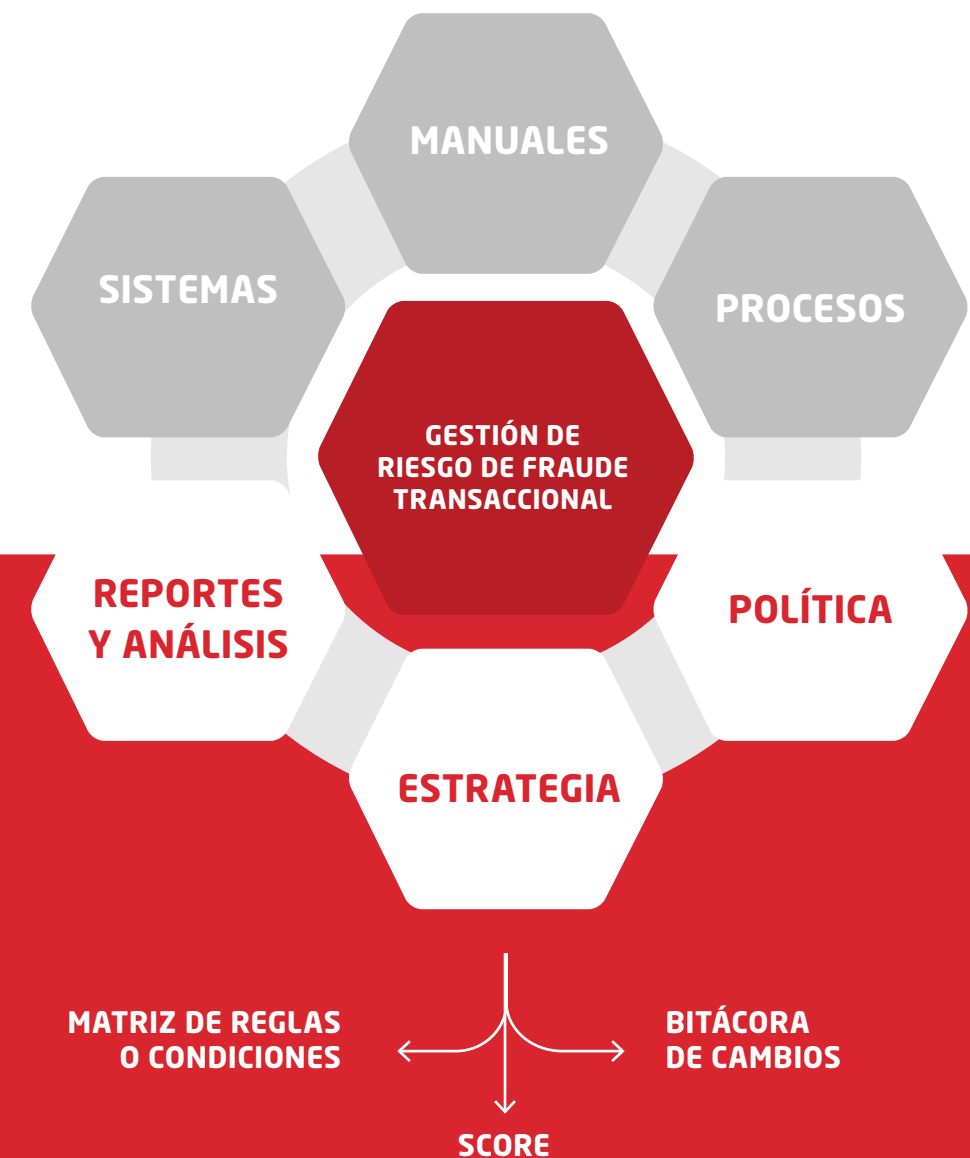 MANUALES
SISTEMAS
PROCESOS
GESTIÓN DE
RIESGO DE FRAUDE
TRANSACCIONAL
REPORTES
Y ANÁLISIS
POLÍTICA
ESTRATEGIA
MATRIZ DE REGLAS
O CONDICIONES
BITÁCORA
DE CAMBIOS
SCORE